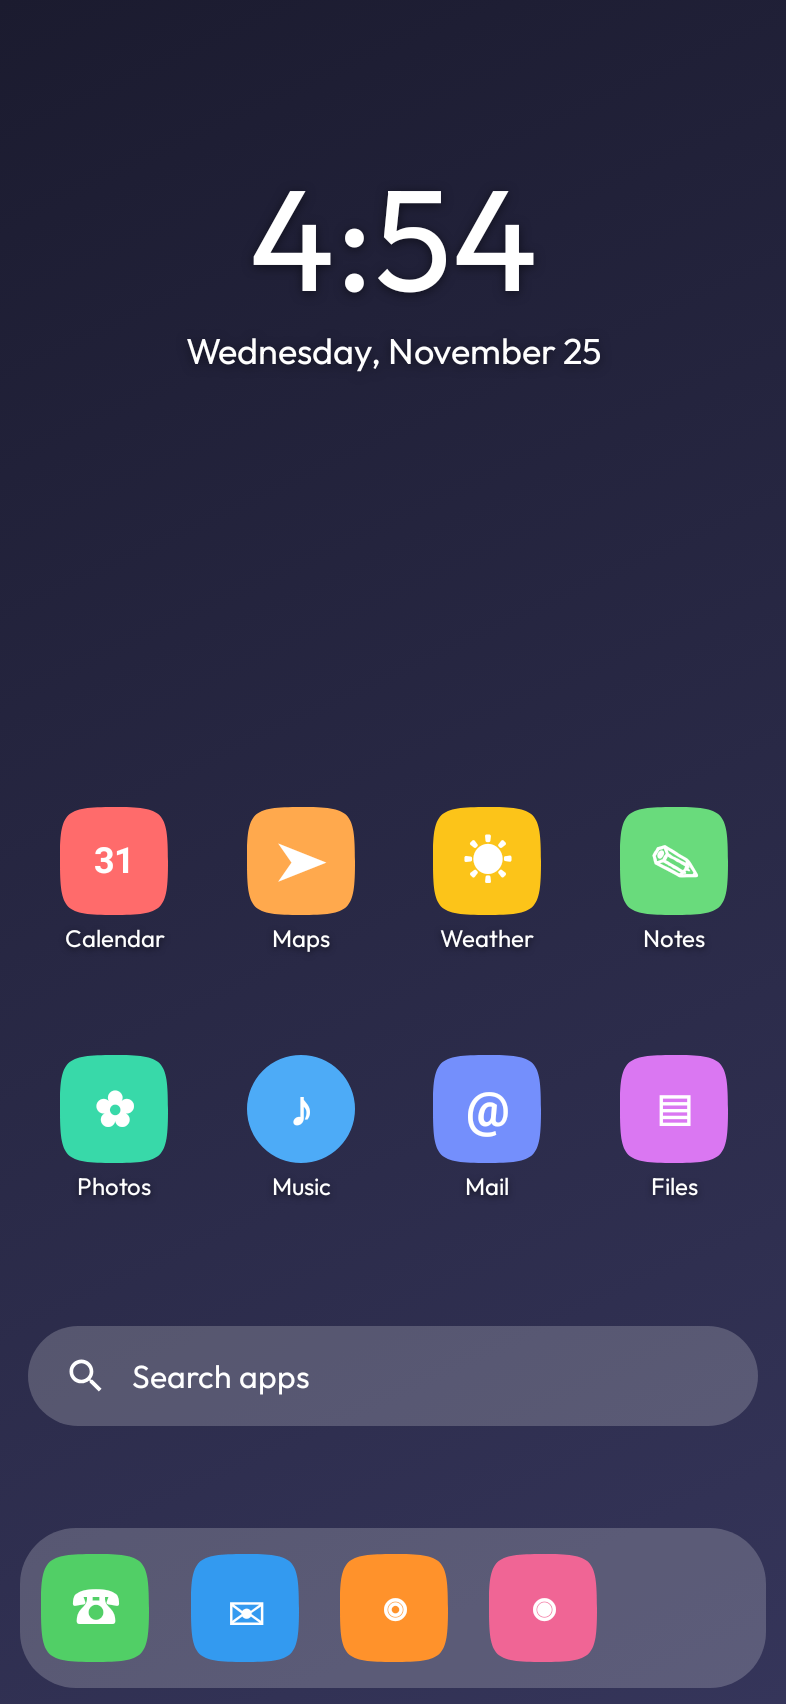 4:54
Wednesday, November 25
31
Calendar
Maps
Weather
Notes
@
Photos
Music
Mail
Files
Search apps